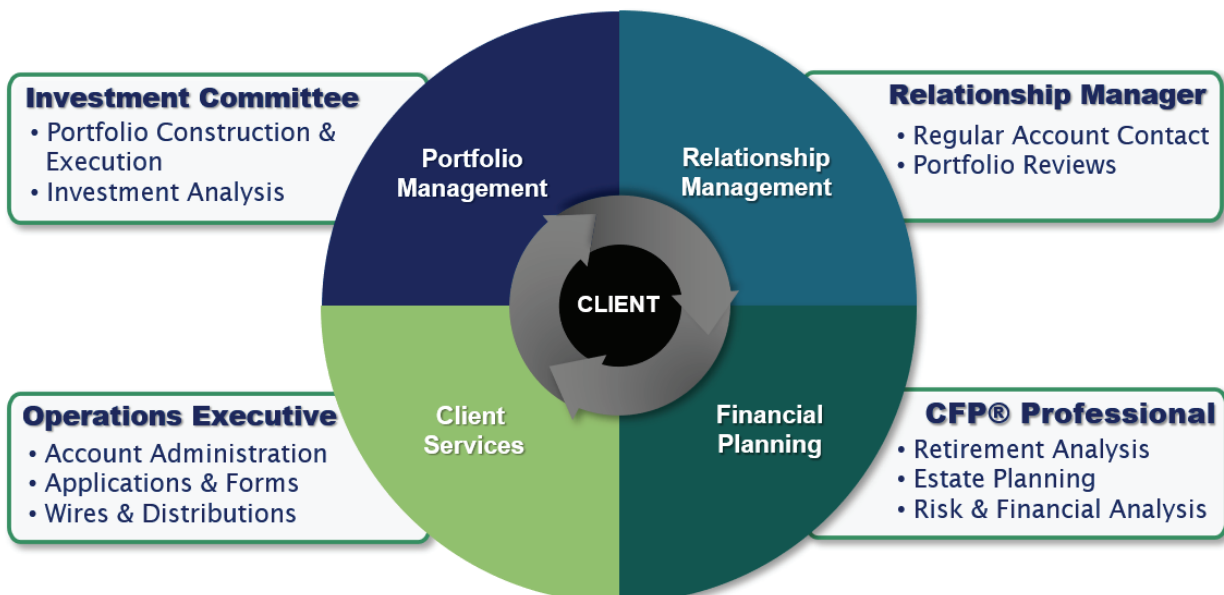 Investment Committee
• Portfolio Construction &
Execution
• Investment Analysis
Portfolio
Management
Relationship
Management
Relationship Manager
• Regular Account Contact
• Portfolio Reviews
CLIENT
Operations Executive
• Account Administration
• Applications & Forms
• Wires & Distributions
Client
Services
Financial
Planning
CFP® Professional
• Retirement Analysis
• Estate Planning
• Risk & Financial Analysis